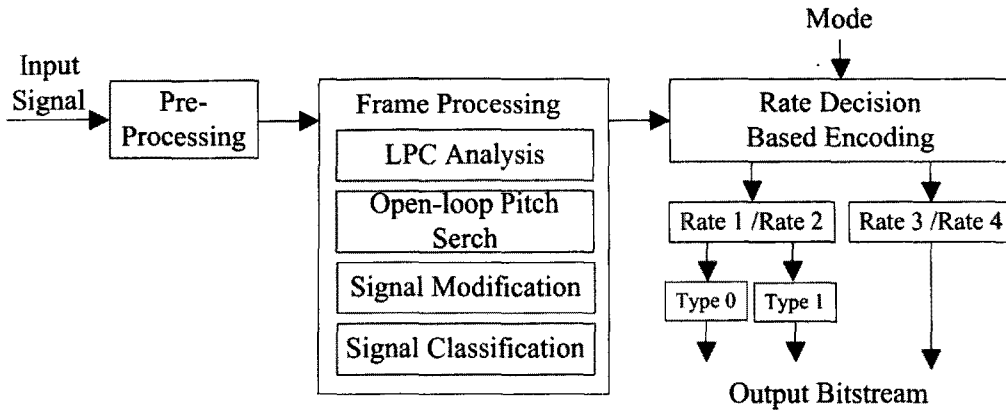 Mode
Input
Signal
Pre-
Processing
Frame Processing
LPC Analysis
Open-loop Pitch
Serch
Signal Modification
Signal Classification
Rate Decision
Based Encoding
Rate 1 /Rate 2
Rate 3 /Rate 4
Type 0
Type 1
Output Bitstream